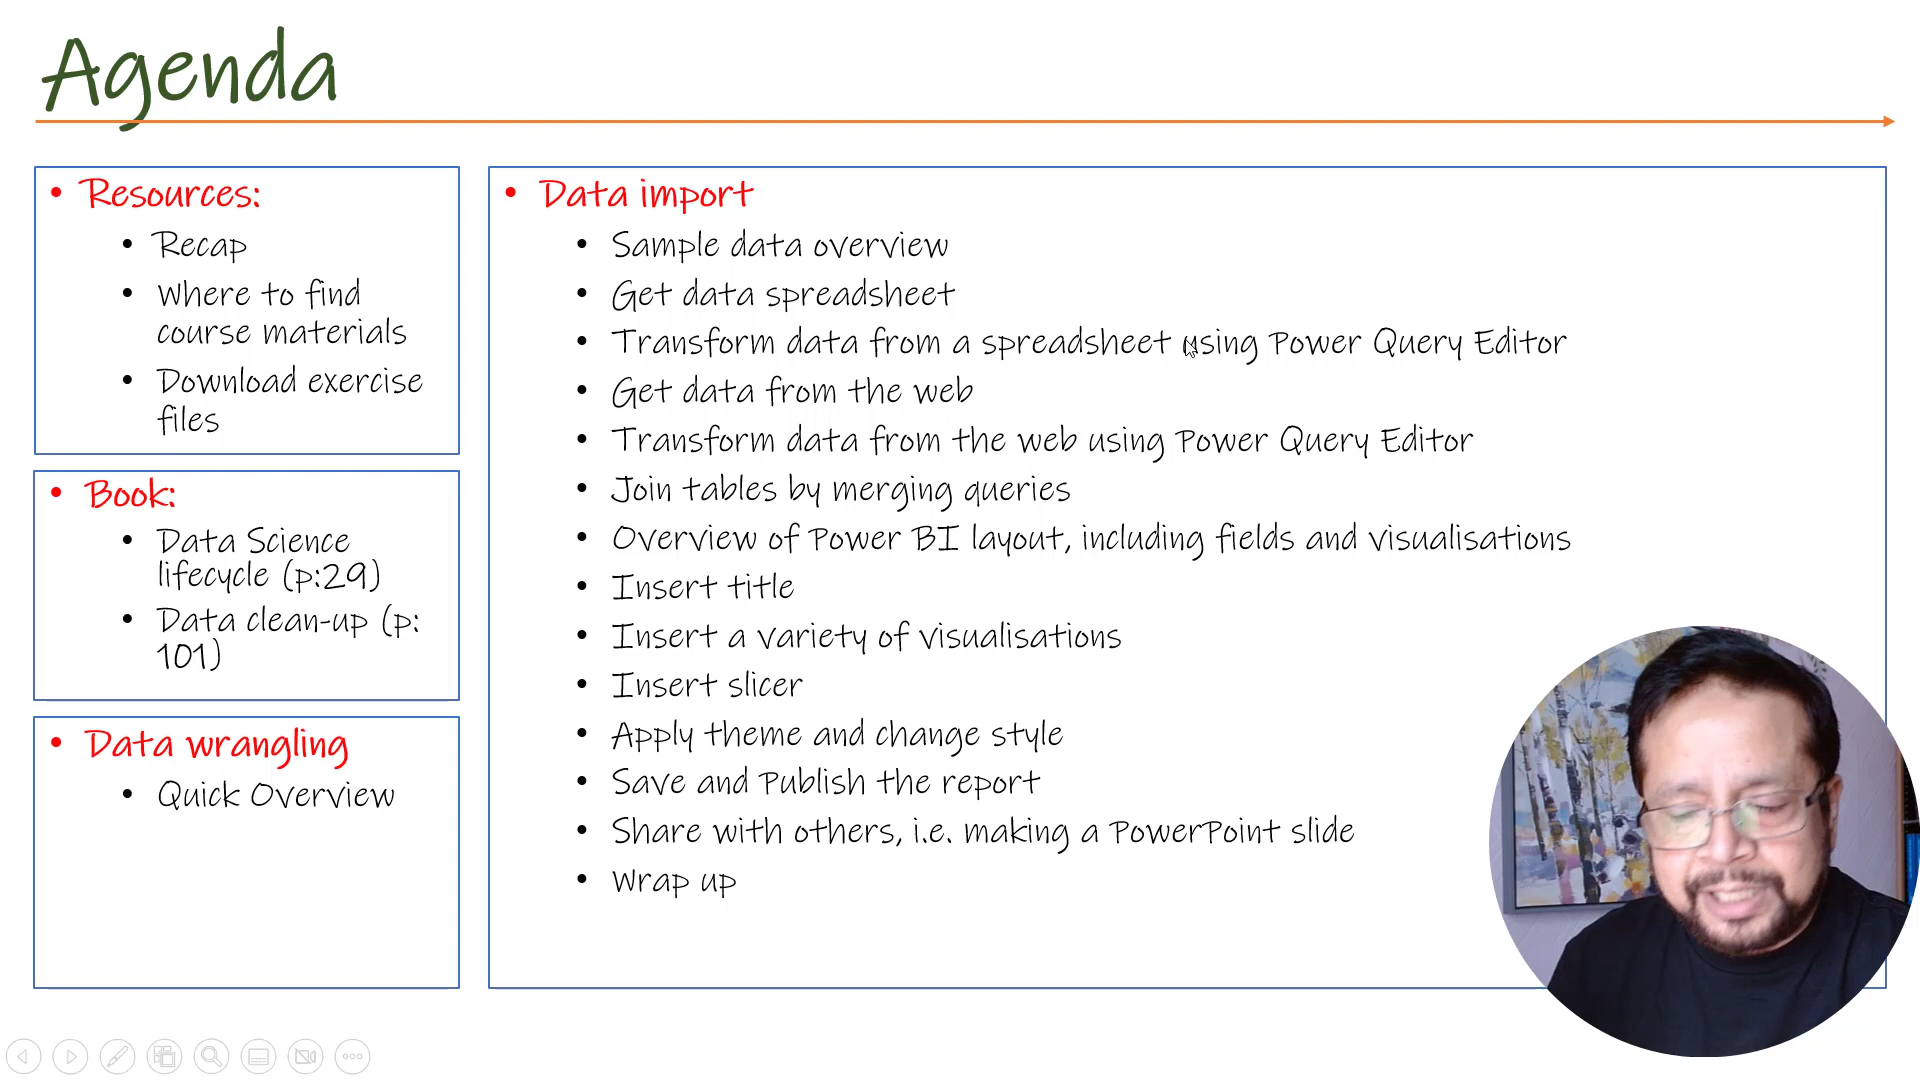 Agenda
• Resources:
• Recap
• Where to find
course materials
• Download exercise
files
• Book:
• Data Science
lifecycle (p:29)
• Data clean-up (p:
101)
• Data wrangling
• Quick Overview
• Data import
• Sample data overview
• Get data spreadsheet
• Transform data from a spreadsheet using Power Query Editor
• Get data from the web
• Transform data from the web using Power Query Editor
• Join tables by merging queries
• Overview of Power BI layout, including fields and visualisations
• Insert title
• Insert a variety of visualisations
• Insert slicer
• Apply theme and change style
• Save and Publish the report
• Share with others, i.e. making a PowerPoint slide
• Wrap up